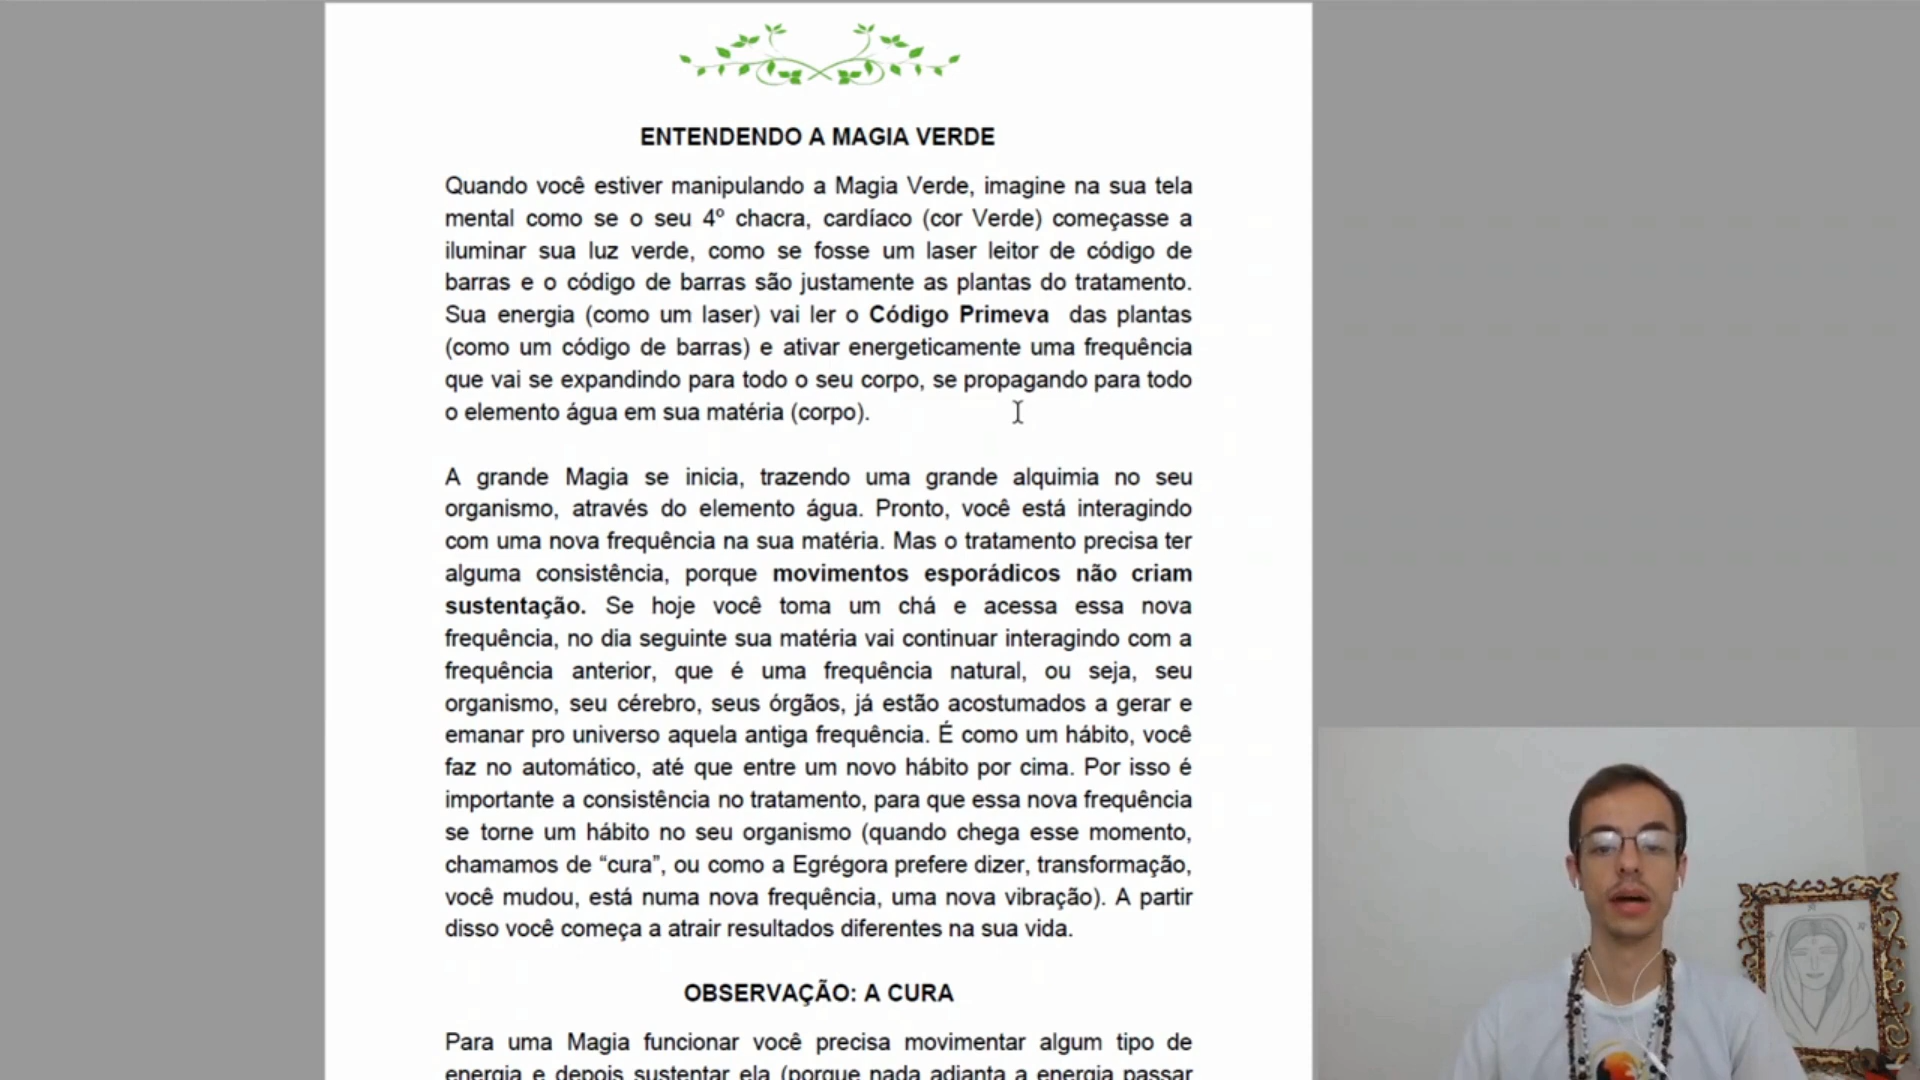 ENTENDENDO A MAGIA VERDE
Quando você estiver manipulando a Magia Verde, imagine na sua tela
mental como se o seu 4º chacra, cardíaco (cor Verde) começasse a
iluminar sua luz verde, como se fosse um laser leitor de código de
barras e o código de barras são justamente as plantas do tratamento.
Sua energia (como um laser) vai ler o Código Primeva das plantas
(como um código de barras) e ativar energeticamente uma frequência
que vai se expandindo para todo o seu corpo, se propagando para todo
o elemento água em sua matéria (corpo).
A grande Magia se inicia, trazendo uma grande alquimia no seu
organismo, através do elemento água. Pronto, você está interagindo
com uma nova frequência na sua matéria. Mas o tratamento precisa ter
alguma consistência, porque movimentos esporádicos não criam
sustentação. Se hoje você toma um chá e acessa essa nova
frequência, no dia seguinte sua matéria vai continuar interagindo com a
frequência anterior, que é uma frequência natural, ou seja, seu
organismo, seu cérebro, seus órgãos, já estão acostumados a gerar e
emanar pro universo aquela antiga frequência. É como um hábito, você
faz no automático, até que entre um novo hábito por cima. Por isso é
importante a consistência no tratamento, para que essa nova frequência
se torne um hábito no seu organismo (quando chega esse momento,
chamamos de “cura”, ou como a Egrégora prefere dizer, transformação,
você mudou, está numa nova frequência, uma nova vibração). A partir
disso você começa a atrair resultados diferentes na sua vida.
OBSERVAÇÃO: A CURA
Para uma Magia funcionar você precisa movimentar algum tipo de
energia e depois sustentar ela (porque nada adianta a energia passar